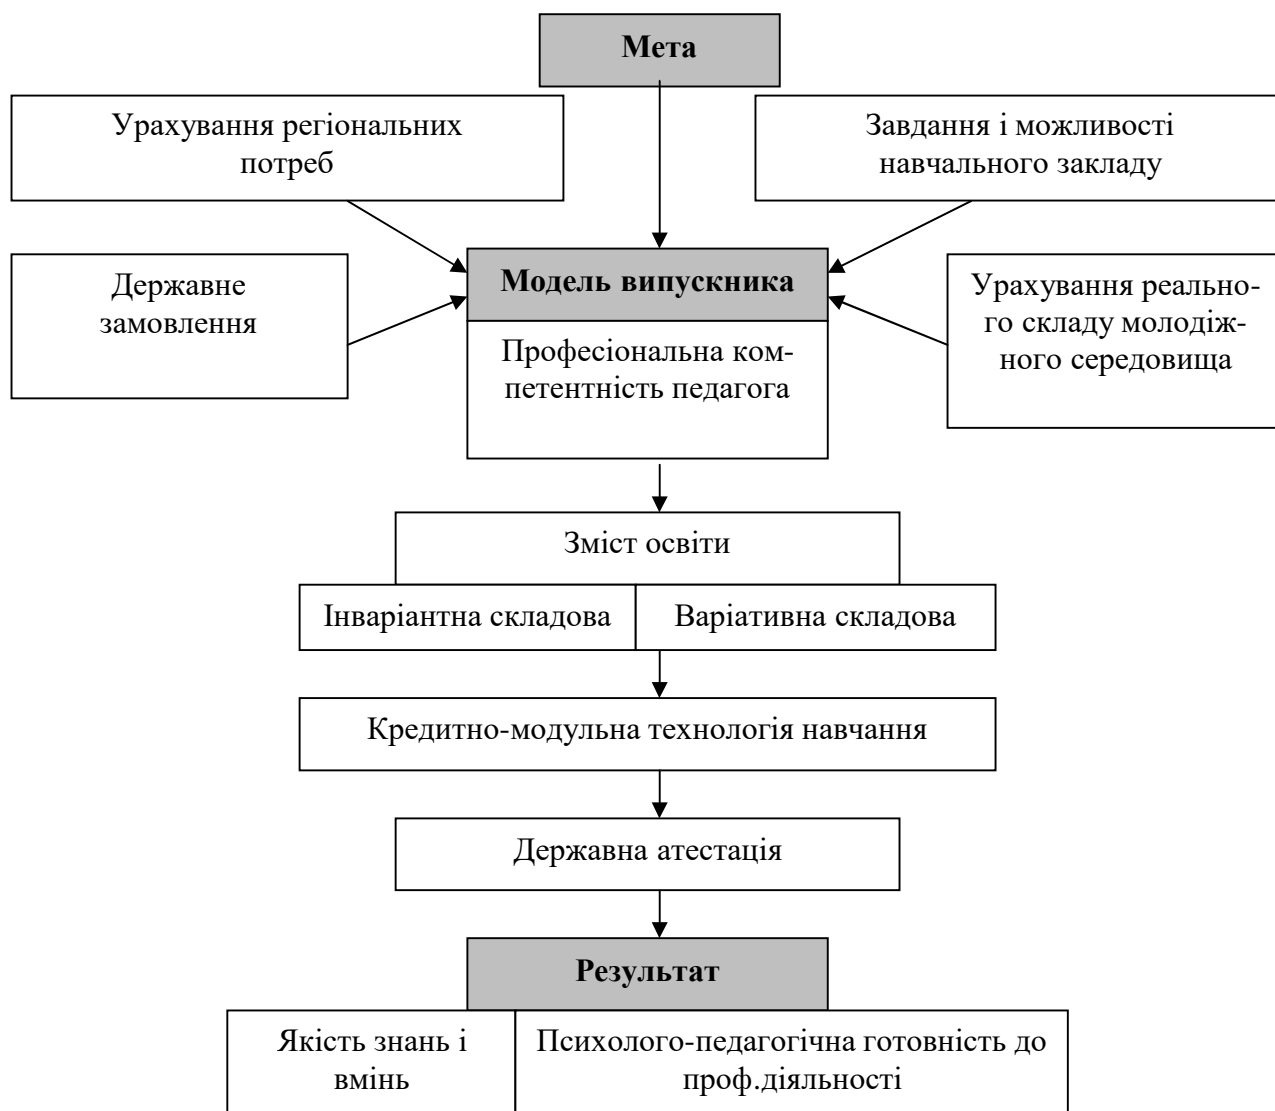 Мета
Урахування регіональних
потреб
Завдання і можливості
навчального закладу
Державне
замовлення
Модель випускника
Професіональна ком-
петентність педагога
Урахування реально-
го складу молодіж-
ного середовища
Зміст освіти
Інваріантна складова
Варіативна складова
Кредитно-модульна технологія навчання
Державна атестація
Результат
Якість знань і
вмінь
Психолого-педагогічна готовність до
проф.діяльності